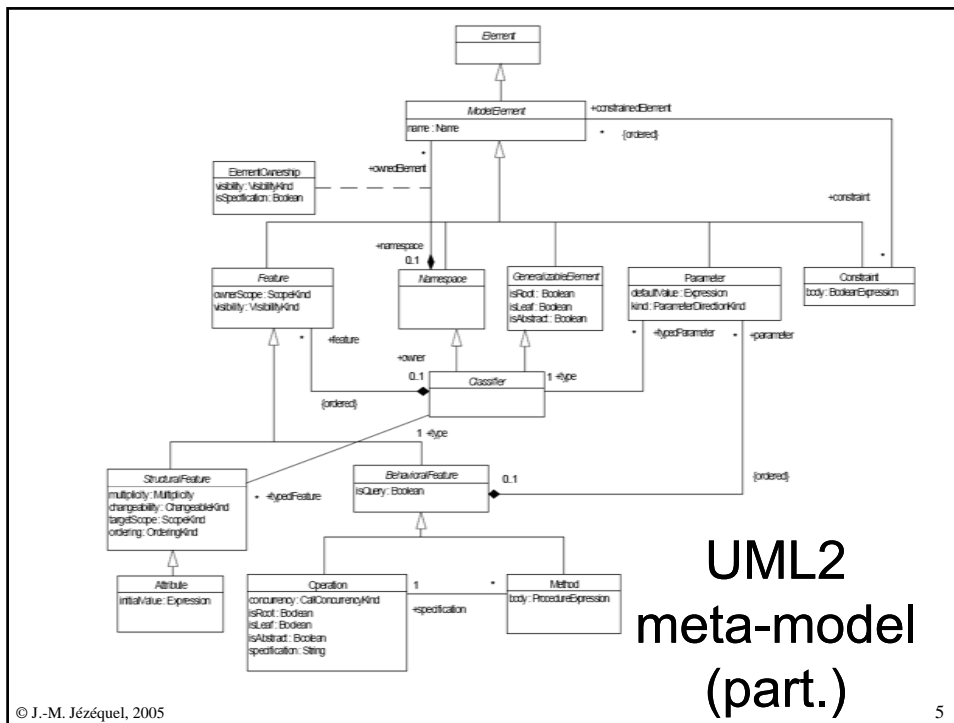 Element
ModelElement
name : Name
+constrainedElement
*
{ordered}
*
+ownedElement
ElementOwnership
visibility : VisibilityKind
isSpecification : Boolean
+constraint
*
+namespace
0..1
Feature
ownerScope : ScopeKind
visibility : VisibilityKind
Namespace
GeneralizableElement
isRoot : Boolean
isLeaf : Boolean
isAbstract : Boolean
Parameter
defaultValue : Expression
kind : ParameterDirectionKind
Constraint
body : BooleanExpression
*
+feature
* +typedParameter
* +parameter
+owner
0..1
Classifier
1 +type
{ordered}
1 +type
StructuralFeature
multiplicity : Multiplicity
changeability : ChangeableKind
targetScope : ScopeKind
ordering : OrderingKind
* +typedFeature
BehavioralFeature
isQuery : Boolean
0..1
{ordered}
Attribute
initialValue : Expression
Operation
concurrency : CallConcurrencyKind
isRoot : Boolean
isLeaf : Boolean
isAbstract : Boolean
specification : String
1
+specification
*
Method
body : ProcedureExpression
UML2
meta-model
(part.)
© J.-M. Jézéquel, 2005
5